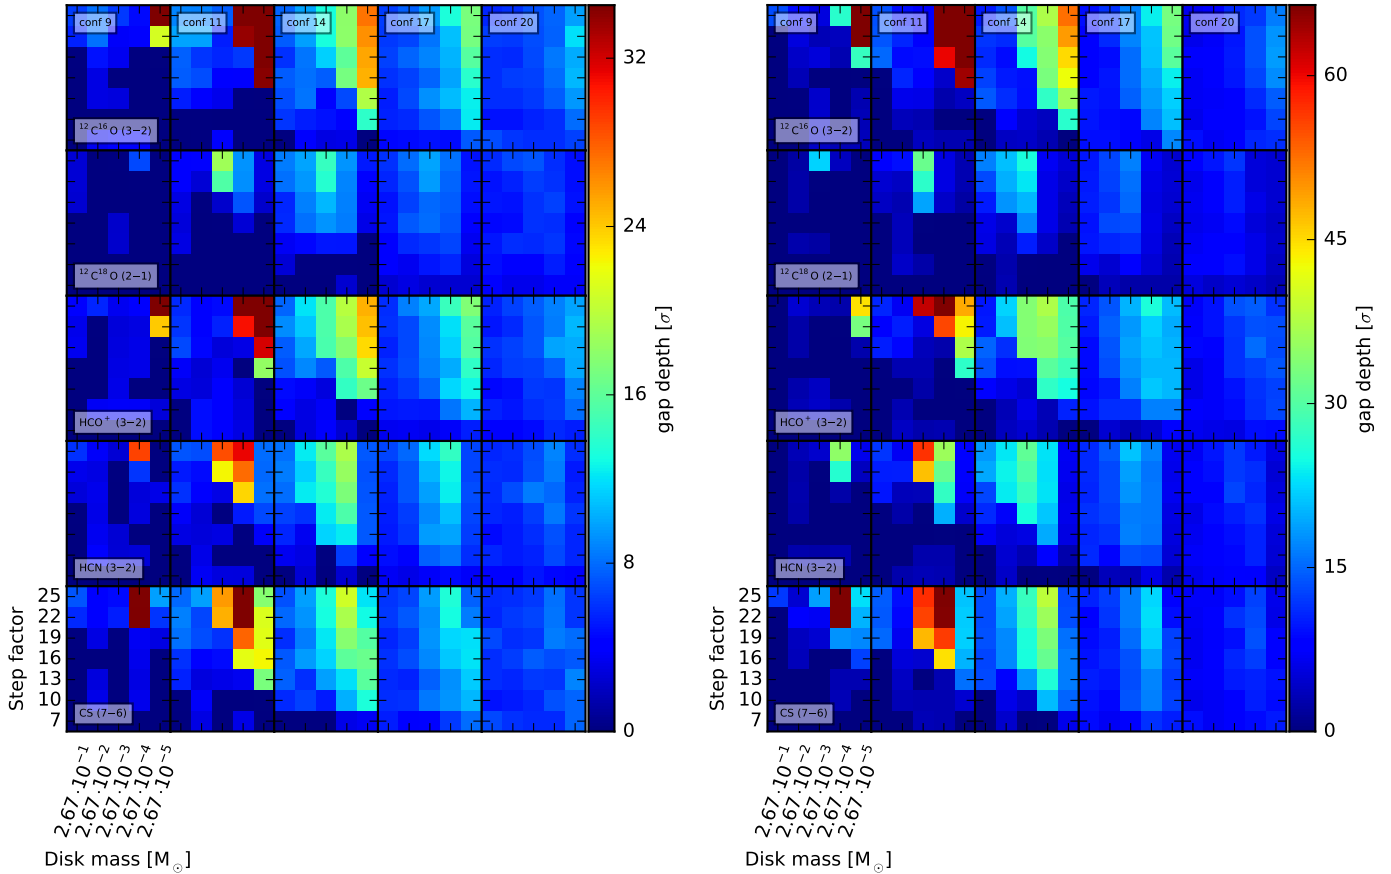 conf 9 conf 11 conf 14 conf 17 conf 20
¹²C¹⁶O (3−2)
¹²C¹⁸O (2−1)
HCO⁺ (3−2)
HCN (3−2)
CS (7−6)
Step factor
25
22
19
16
13
10
7
2.67·10⁻¹
2.67·10⁻²
2.67·10⁻³
2.67·10⁻⁴
2.67·10⁻⁵
Disk mass [M☉]
32
24
16
8
0
gap depth [σ]
conf 9 conf 11 conf 14 conf 17 conf 20
¹²C¹⁶O (3−2)
¹²C¹⁸O (2−1)
HCO⁺ (3−2)
HCN (3−2)
CS (7−6)
Step factor
25
22
19
16
13
10
7
2.67·10⁻¹
2.67·10⁻²
2.67·10⁻³
2.67·10⁻⁴
2.67·10⁻⁵
Disk mass [M☉]
60
45
30
15
0
gap depth [σ]